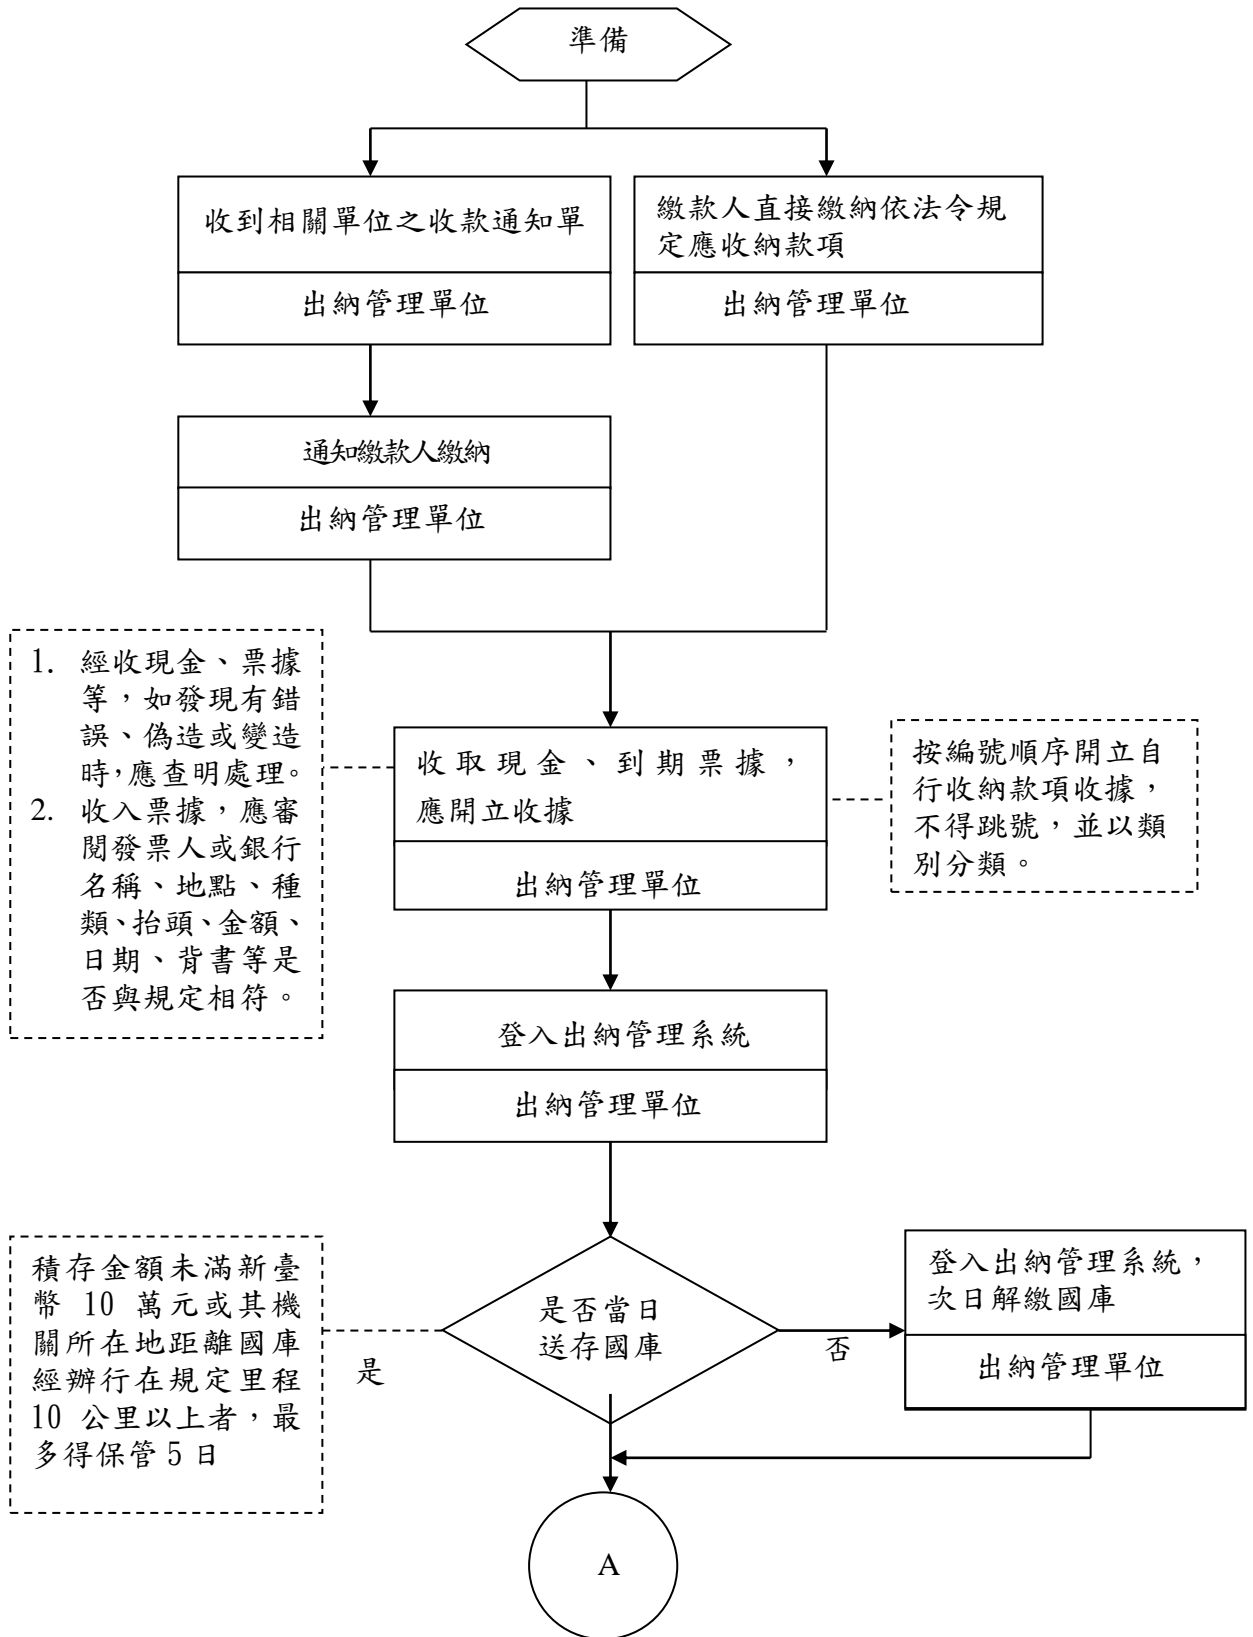 準備
收到相關單位之收款通知單
出納管理單位
繳款人直接繳納依法令規
定應收納款項
出納管理單位
通知繳款人繳納
出納管理單位
1. 經收現金、票據
等，如發現有錯
誤、偽造或變造
時，應查明處理。
2. 收入票據，應審
閱發票人或銀行
名稱、地點、種
類、抬頭、金額、
日期、背書等是
否與規定相符。
收取現金、到期票據，
應開立收據
出納管理單位
按編號順序開立自
行收納款項收據，
不得跳號，並以類
別分類。
登入出納管理系統
出納管理單位
積存金額未滿新臺
幣 10 萬元或其機
關所在地距離國庫
經辦行在規定里程
10 公里以上者，最
多得保管 5 日
是
是否當日
送存國庫
否
登入出納管理系統，
次日解繳國庫
出納管理單位
A